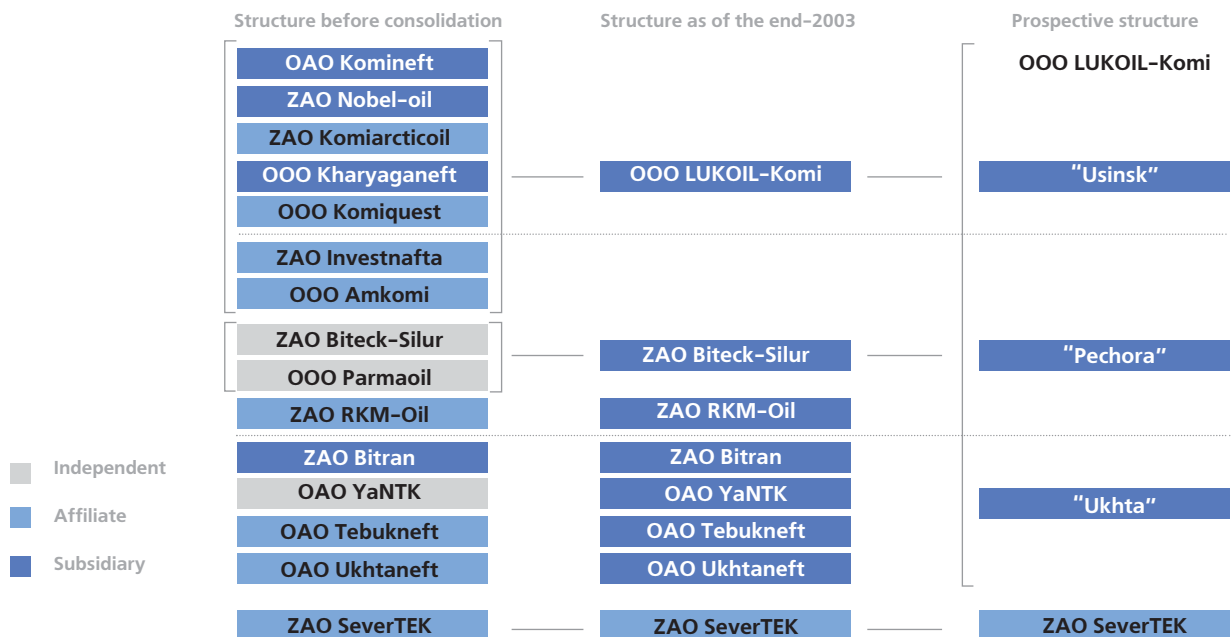 Structure before consolidation
Structure as of the end-2003
Prospective structure
OAO Komineft
OOO LUKOIL-Komi
ZAO Nobel-oil
ZAO Komiarcticoil
OOO Kharyaganeft
OOO LUKOIL-Komi
"Usinsk"
OOO Komiquest
ZAO Investnafta
OOO Amkomi
ZAO Biteck-Silur
ZAO Biteck-Silur
"Pechora"
OOO Parmaoil
ZAO RKM-Oil
ZAO RKM-Oil
ZAO Bitran
ZAO Bitran
OAO YaNTK
OAO YaNTK
"Ukhta"
OAO Tebukneft
OAO Tebukneft
OAO Ukhtaneft
OAO Ukhtaneft
ZAO SeverTEK
ZAO SeverTEK
ZAO SeverTEK
Independent
Affiliate
Subsidiary